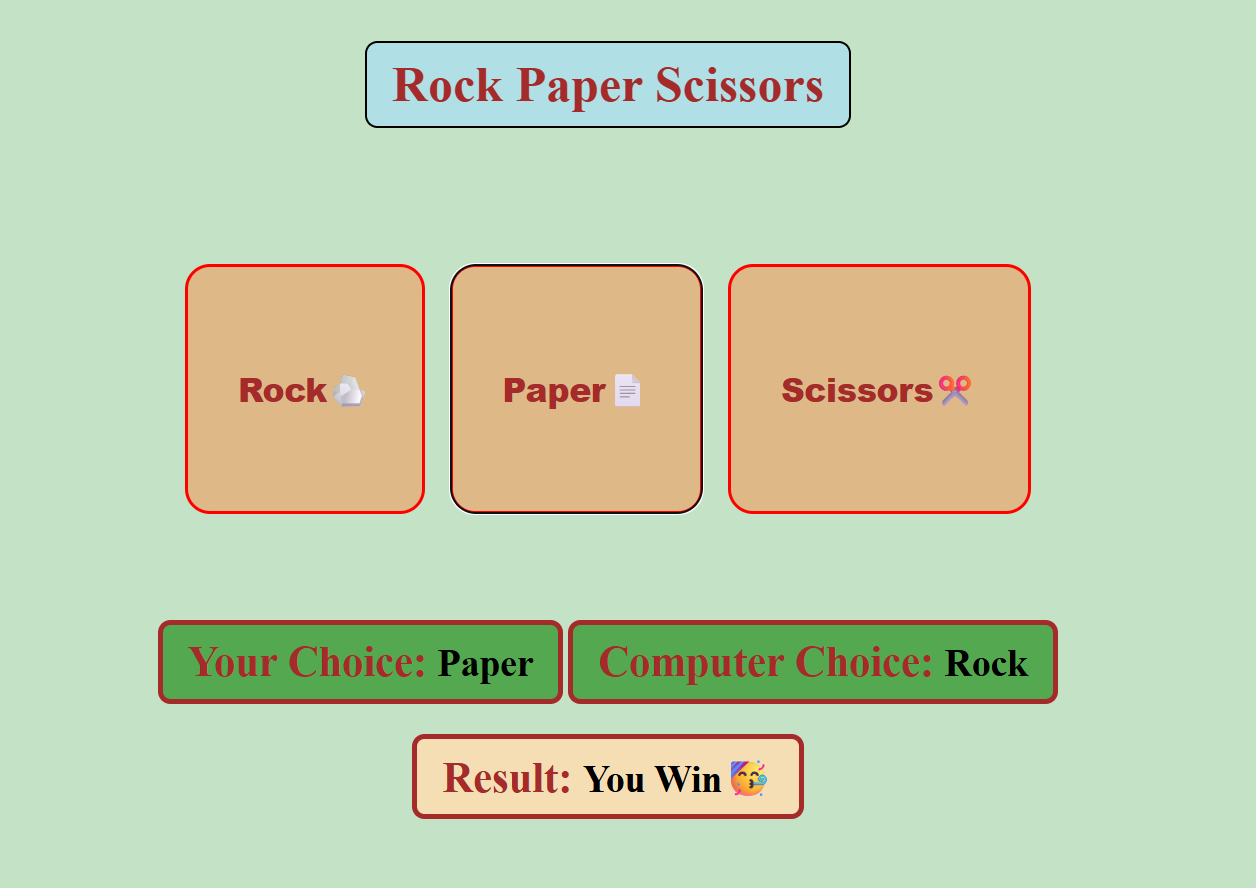 Rock Paper Scissors
Rock🪨 Paper📄 Scissors✂️
Your Choice: Paper Computer Choice: Rock
Result: You Win 🥳